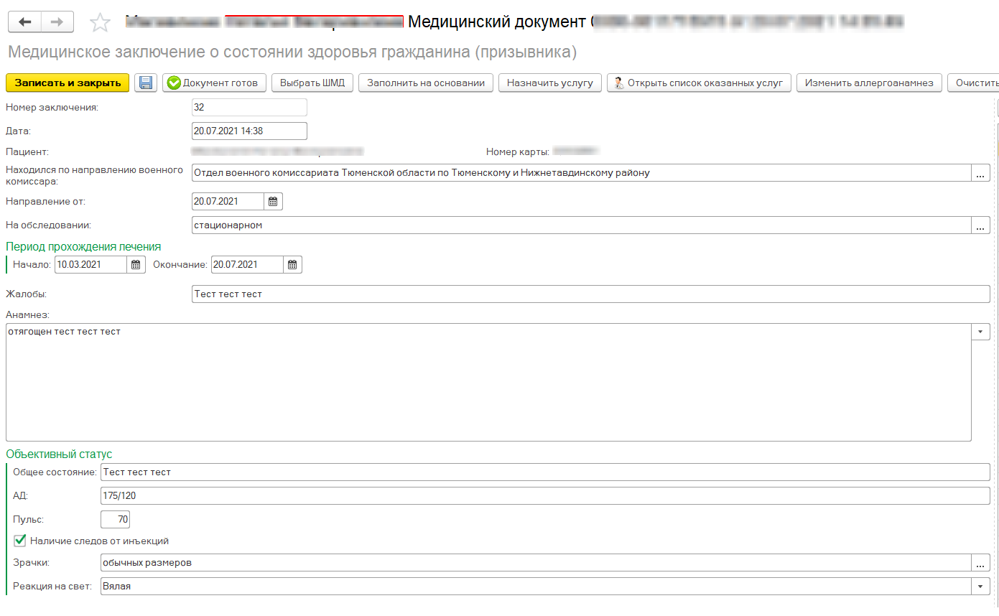 Медицинский документ
Медицинское заключение о состоянии здоровья гражданина (призывника)
Записать и закрыть Документ готов Выбрать ШМД Заполнить на основании Назначить услугу Открыть список оказанных услуг Изменить аллергоанамнез Очистить
Номер заключения: 32
Дата: 20.07.2021 14:38
Пациент: Номер карты:
Находился по направлению военного
комиссара: Отдел военного комиссариата Тюменской области по Тюменскому и Нижнетавдинскому району ...
Направление от: 20.07.2021
На обследовании: стационарном ...
Период прохождения лечения
Начало: 10.03.2021 Окончание: 20.07.2021
Жалобы: Тест тест тест
Анамнез:
отягощен тест тест тест
Объективный статус
Общее состояние: Тест тест тест
АД: 175/120
Пульс: 70
Наличие следов от инъекций
Зрачки: обычных размеров ...
Реакция на свет: Вялая